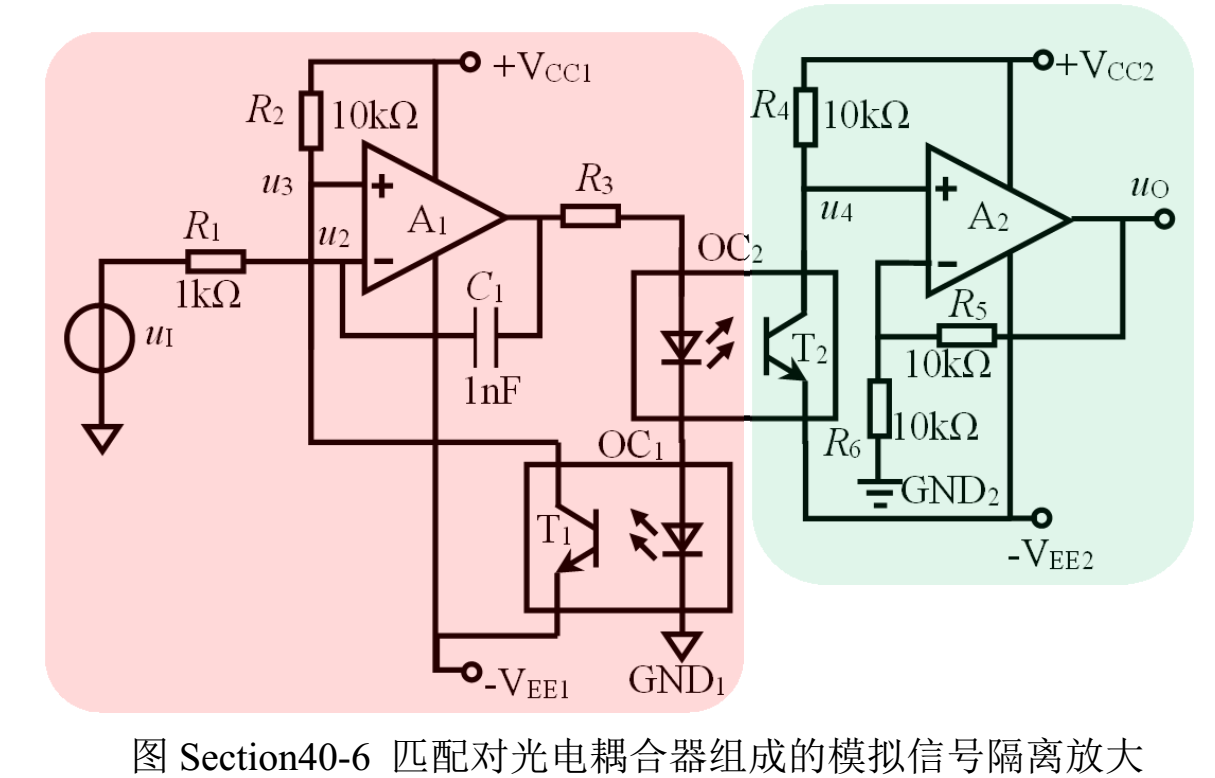 +VCC1
+VCC2
R2 10kΩ
R4 10kΩ
u3
+
A1
R3
u4
+
A2
uO
R1
u2
-
1kΩ
uI
C1
1nF
OC2
T2
-
R5
10kΩ
R6 10kΩ
GND2
OC1
T1
-VEE2
-VEE1
GND1
图 Section40-6 匹配对光电耦合器组成的模拟信号隔离放大